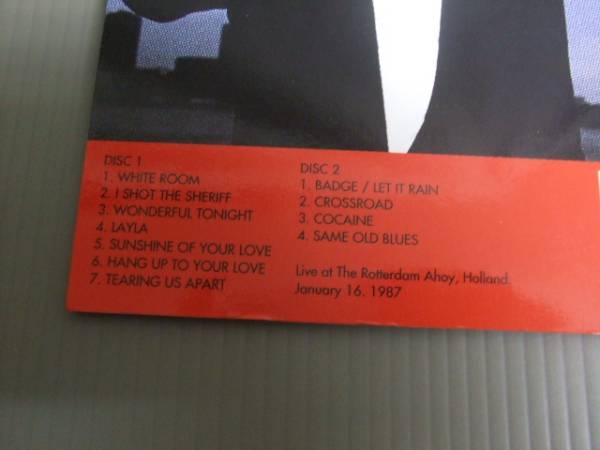 DISC 1
1. WHITE ROOM
2. I SHOT THE SHERIFF
3. WONDERFUL TONIGHT
4. LAYLA
5. SUNSHINE OF YOUR LOVE
6. HANG UP TO YOUR LOVE
7. TEARING US APART
DISC 2
1. BADGE / LET IT RAIN
2. CROSSROAD
3. COCAINE
4. SAME OLD BLUES
Live at The Rotterdam Ahoy, Holland.
January 16. 1987